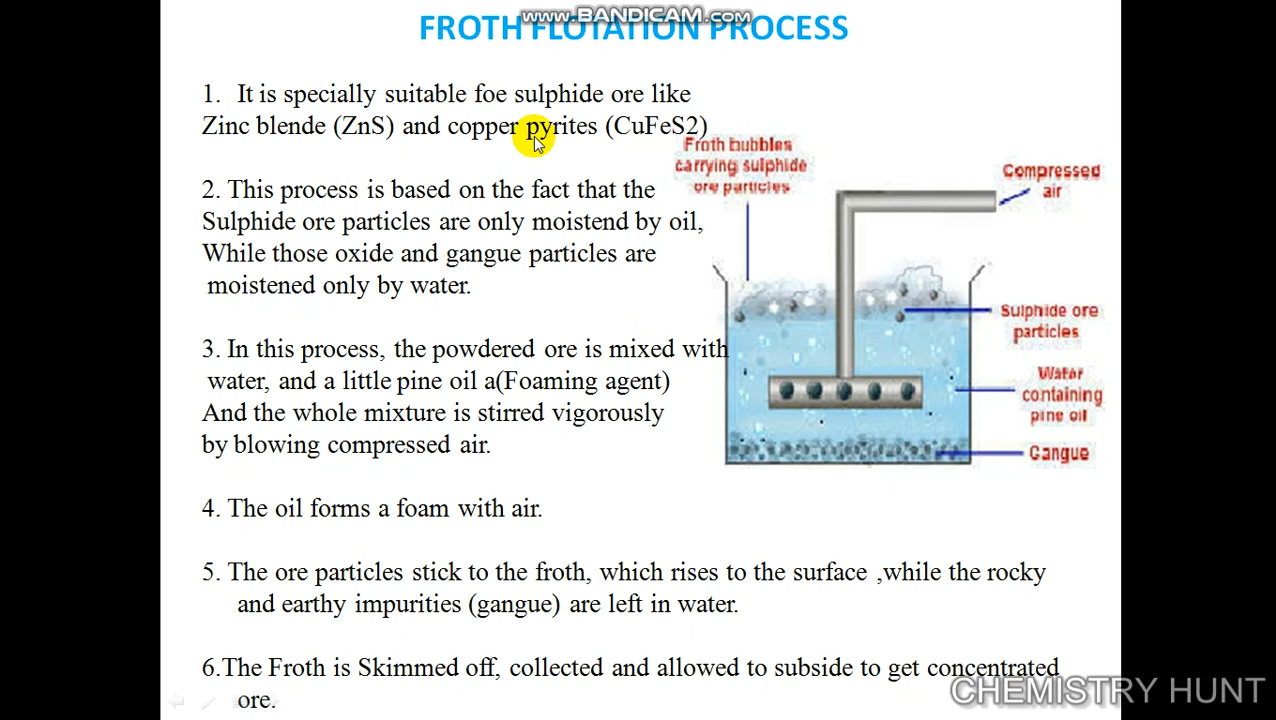 www.BANDICAM.com
FROTH FLOTATION PROCESS
1. It is specially suitable foe sulphide ore like
Zinc blende (ZnS) and copper pyrites (CuFeS2)
2. This process is based on the fact that the
Sulphide ore particles are only moistend by oil,
While those oxide and gangue particles are
moistened only by water.
3. In this process, the powdered ore is mixed with
water, and a little pine oil a(Foaming agent)
And the whole mixture is stirred vigorously
by blowing compressed air.
4. The oil forms a foam with air.
5. The ore particles stick to the froth, which rises to the surface ,while the rocky
and earthy impurities (gangue) are left in water.
6.The Froth is Skimmed off, collected and allowed to subside to get concentrated
ore.
Froth bubbles
carrying sulphide
ore particles
Compressed
air
Sulphide ore
particles
Water
containing
pine oil
Gangue
CHEMISTRY HUNT